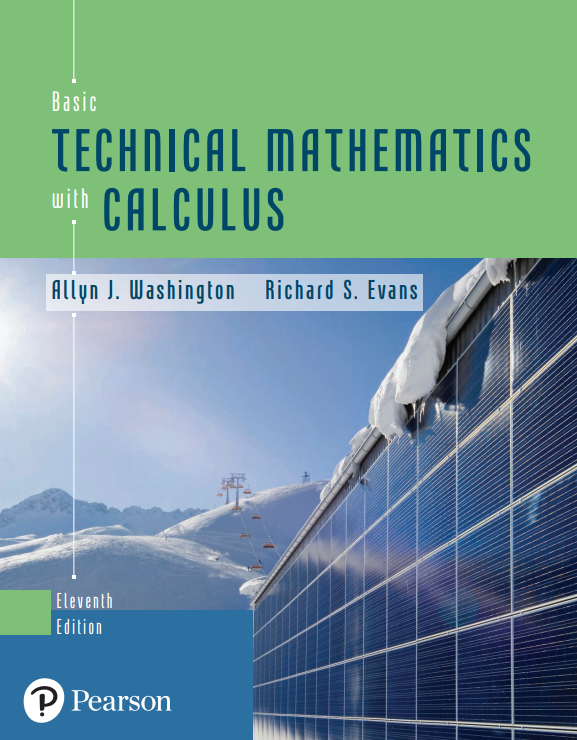 Basic
TECHNICAL MATHEMATICS
with CALCULUS
Allyn J. Washington Richard S. Evans
Eleventh
Edition
P Pearson